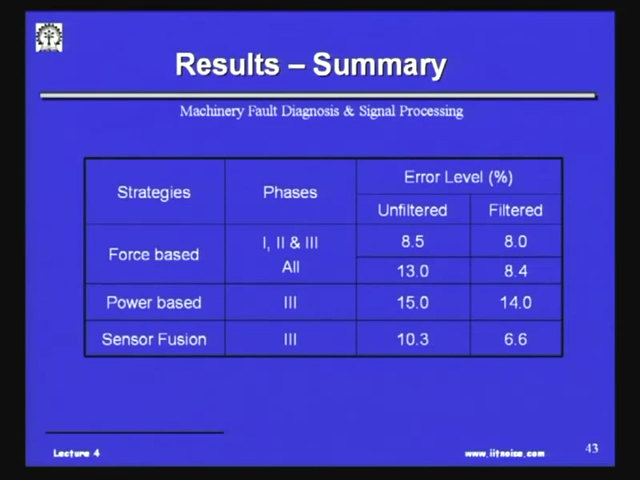 Results – Summary
Machinery Fault Diagnosis & Signal Processing
Strategies Phases Error Level (%)
Unfiltered Filtered
Force based I, II & III 8.5 8.0
All 13.0 8.4
Power based III 15.0 14.0
Sensor Fusion III 10.3 6.6
Lecture 4 www.iitnoise.com 43